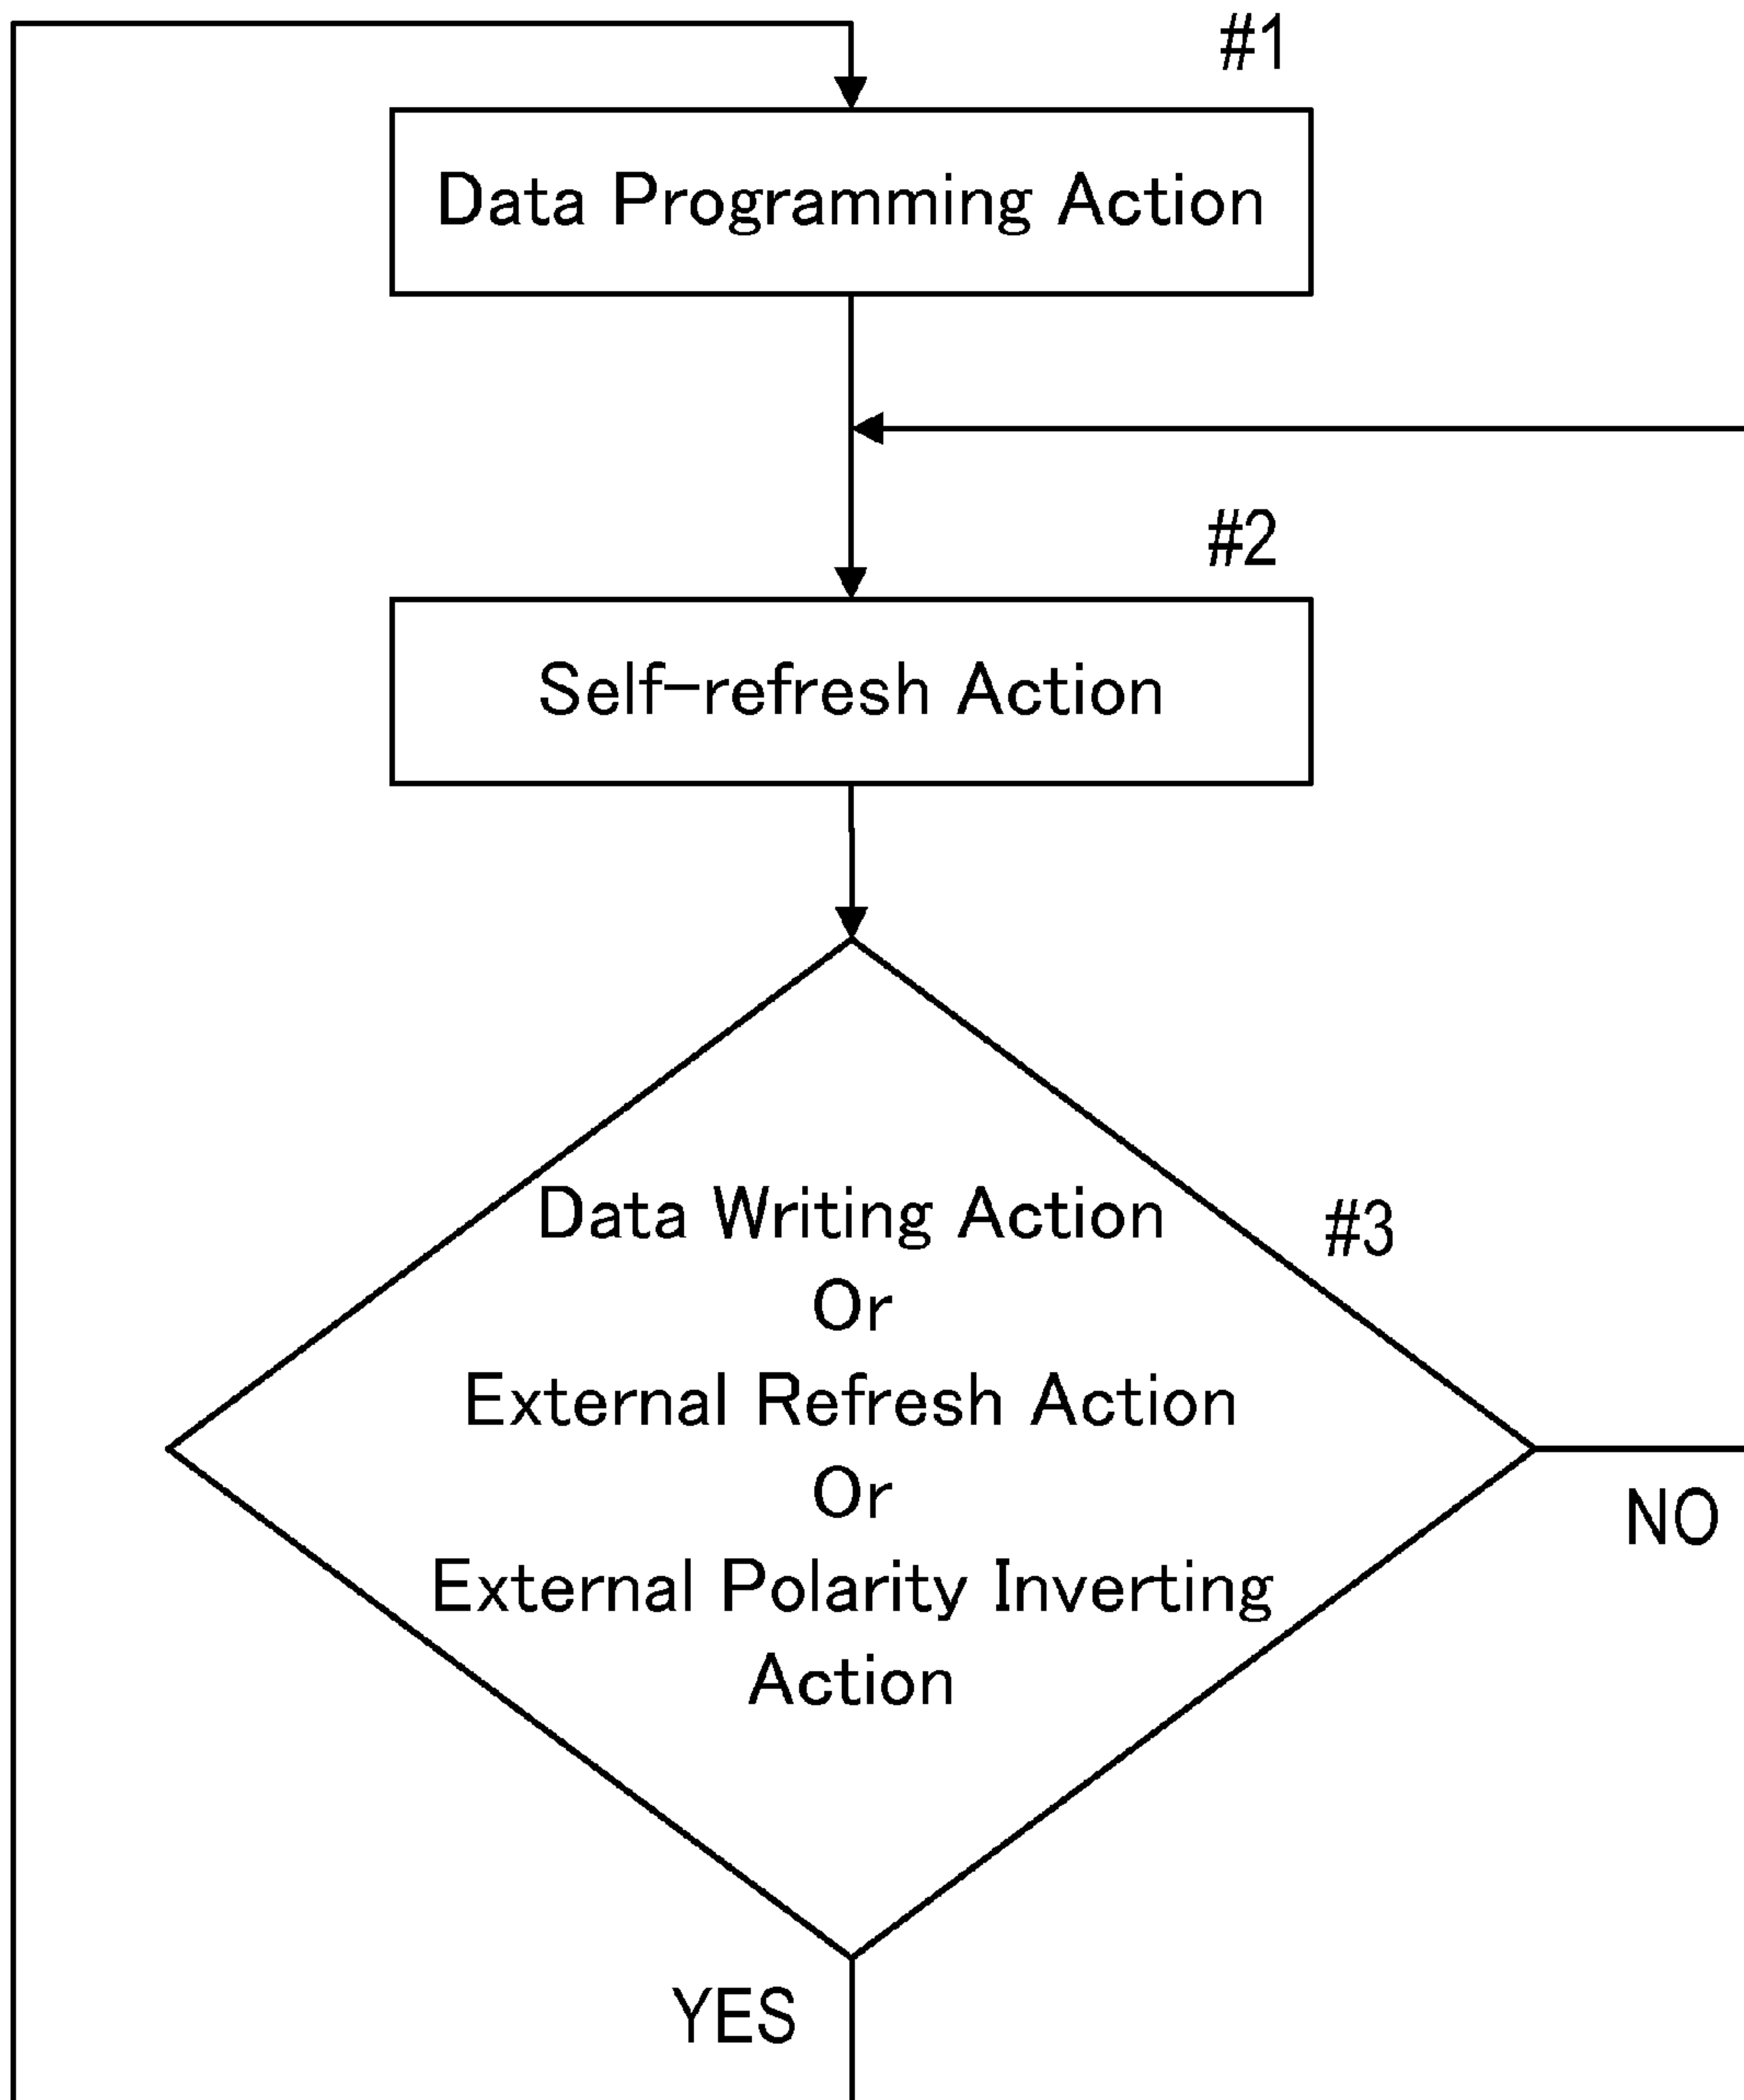 #1
Data Programming Action
#2
Self-refresh Action
#3
Data Writing Action
Or
External Refresh Action
Or
External Polarity Inverting
Action
NO
YES